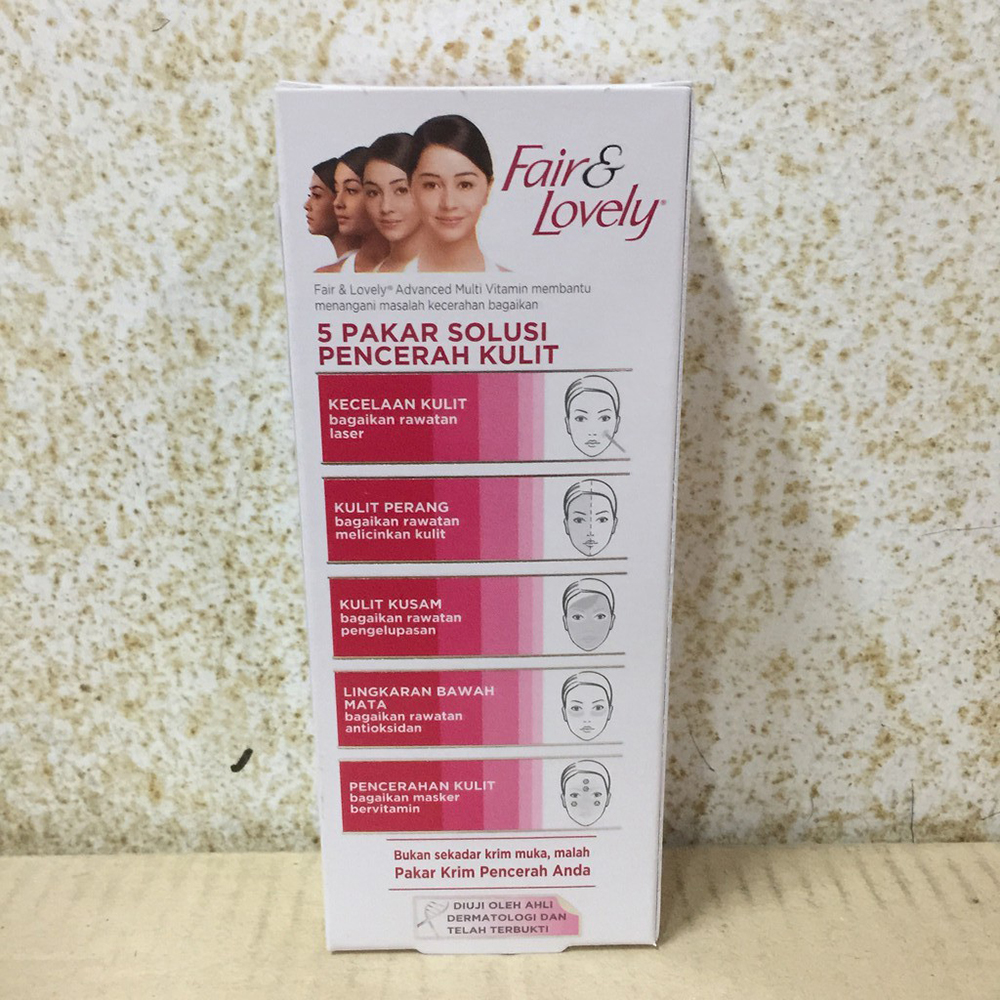 Fair &
Lovely®
Fair & Lovely® Advanced Multi Vitamin membantu
menangani masalah kecerahan bagaikan
5 PAKAR SOLUSI
PENCERAH KULIT
KECELAAN KULIT
bagaikan rawatan
laser
KULIT PERANG
bagaikan rawatan
melicinkan kulit
KULIT KUSAM
bagaikan rawatan
pengelupasan
LINGKARAN BAWAH
MATA
bagaikan rawatan
antioksidan
PENCERAHAN KULIT
bagaikan masker
bervitamin
Bukan sekadar krim muka, malah
Pakar Krim Pencerah Anda
DIUJI OLEH AHLI
DERMATOLOGI DAN
TELAH TERBUKTI